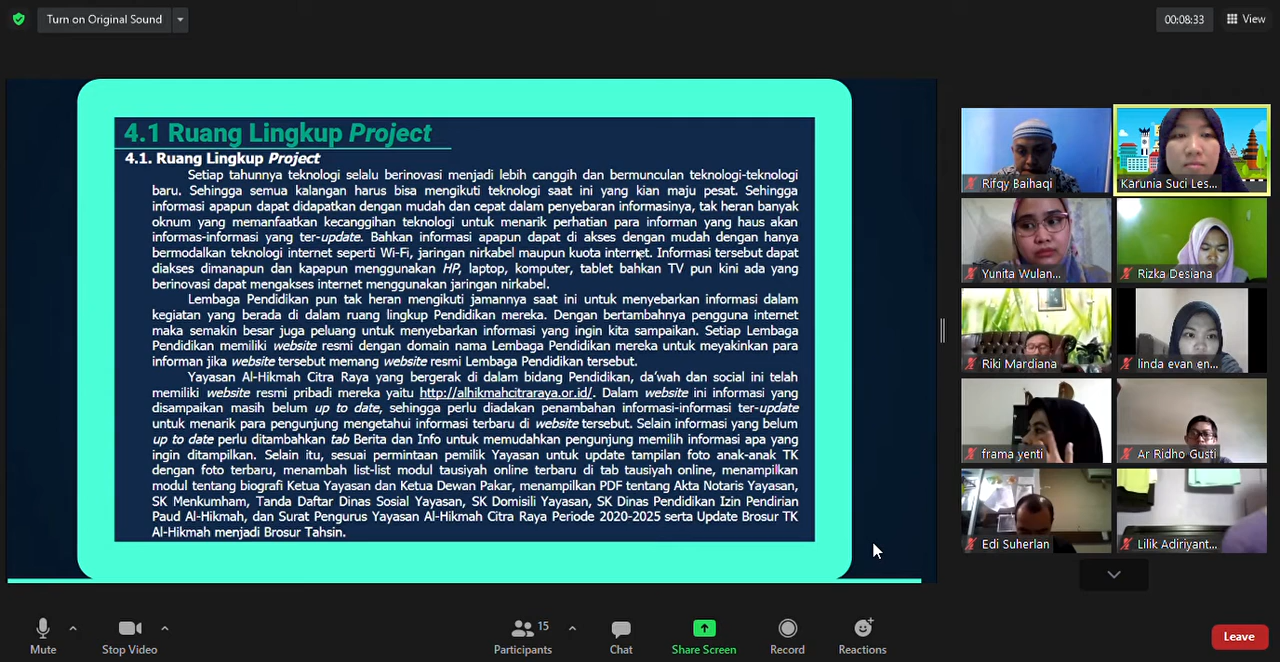 Turn on Original Sound
00:08:33
View
4.1 Ruang Lingkup Project
4.1. Ruang Lingkup Project
Setiap tahunnya teknologi selalu berinovasi menjadi lebih canggih dan bermunculan teknologi-teknologi
baru. Sehingga semua kalangan harus bisa mengikuti teknologi saat ini yang kian maju pesat. Sehingga
informasi apapun dapat didapatkan dengan mudah dan cepat dalam penyebaran informasinya, tak heran banyak
oknum yang memanfaatkan kecanggihan teknologi untuk menarik perhatian para informan yang haus akan
informas-informasi yang ter-update. Bahkan informasi apapun dapat di akses dengan mudah dengan hanya
bermodalkan teknologi internet seperti Wi-Fi, jaringan nirkabel maupun kuota internet. Informasi tersebut dapat
diakses dimanapun dan kapapun menggunakan HP, laptop, komputer, tablet bahkan TV pun kini ada yang
berinovasi dapat mengakses internet menggunakan jaringan nirkabel.
Lembaga Pendidikan pun tak heran mengikuti jamannya saat ini untuk menyebarkan informasi dalam
kegiatan yang berada di dalam ruang lingkup Pendidikan mereka. Dengan bertambahnya pengguna internet
maka semakin besar juga peluang untuk menyebarkan informasi yang ingin kita sampaikan. Setiap Lembaga
Pendidikan memiliki website resmi dengan domain nama Lembaga Pendidikan mereka untuk meyakinkan para
informan jika website tersebut memang website resmi Lembaga Pendidikan tersebut.
Yayasan Al-Hikmah Citra Raya yang bergerak di dalam bidang Pendidikan, da'wah dan social ini telah
memiliki website resmi pribadi mereka yaitu http://alhikmahcitraraya.or.id/. Dalam website ini informasi yang
disampaikan masih belum up to date, sehingga perlu diadakan penambahan informasi-informasi ter-update
untuk menarik para pengunjung mengetahui informasi terbaru di website tersebut. Selain informasi yang belum
up to date perlu ditambahkan tab Berita dan Info untuk memudahkan pengunjung memilih informasi apa yang
ingin ditampilkan. Selain itu, sesuai permintaan pemilik Yayasan untuk update tampilan foto anak-anak TK
dengan foto terbaru, menambah list-list modul tausiyah online terbaru di tab tausiyah online, menampilkan
modul tentang biografi Ketua Yayasan dan Ketua Dewan Pakar, menampilkan PDF tentang Akta Notaris Yayasan,
SK Menkumham, Tanda Daftar Dinas Sosial Yayasan, SK Domisili Yayasan, SK Dinas Pendidikan Izin Pendirian
Paud Al-Hikmah, dan Surat Pengurus Yayasan Al-Hikmah Citra Raya Periode 2020-2025 serta Update Brosur TK
Al-Hikmah menjadi Brosur Tahsin.
Rifqy Baihaqi
Karunia Suci Les...
Yunita Wulan...
Rizka Desiana
Riki Mardiana
linda evan en...
frama yenti
Ar Ridho Gusti
Edi Suherlan
Lilik Adiriyant...
Mute
Stop Video
15
Participants
Chat
Share Screen
Record
Reactions
Leave